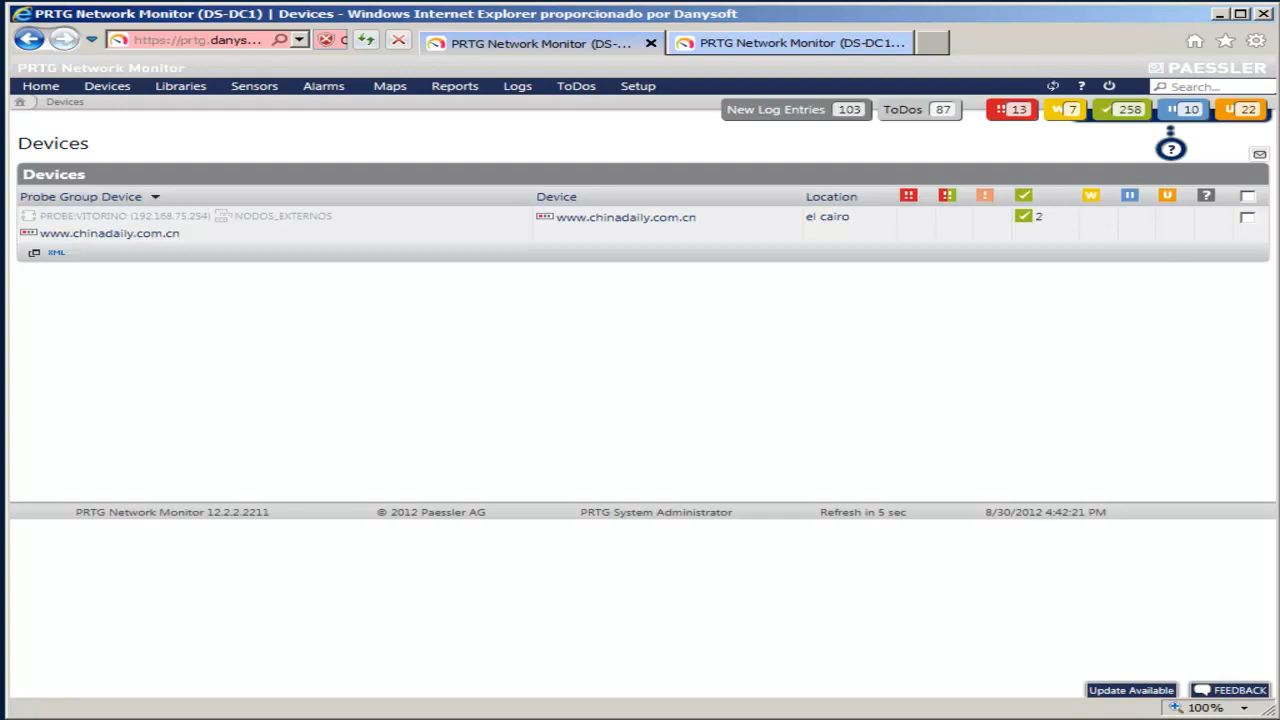 PRTG Network Monitor (DS-DC1) | Devices - Windows Internet Explorer proporcionado por Danysoft
https://prtg.danys...
PRTG Network Monitor (DS-...
PRTG Network Monitor (DS-DC1...
PRTG Network Monitor
PAESSLER
Home Devices Libraries Sensors Alarms Maps Reports Logs ToDos Setup ? Search...
Devices
New Log Entries 103 ToDos 87 !! 13 W 7 258 10 U 22
?
Devices
Devices
Probe Group Device Device Location !! !! ! W U ?
PROBE:VITORINO (192.168.75.254) NODOS_EXTERNOS www.chinadaily.com.cn el cairo 2
www.chinadaily.com.cn
XML
PRTG Network Monitor 12.2.2.2211 © 2012 Paessler AG PRTG System Administrator Refresh in 5 sec 8/30/2012 4:42:21 PM
Update Available FEEDBACK
100%